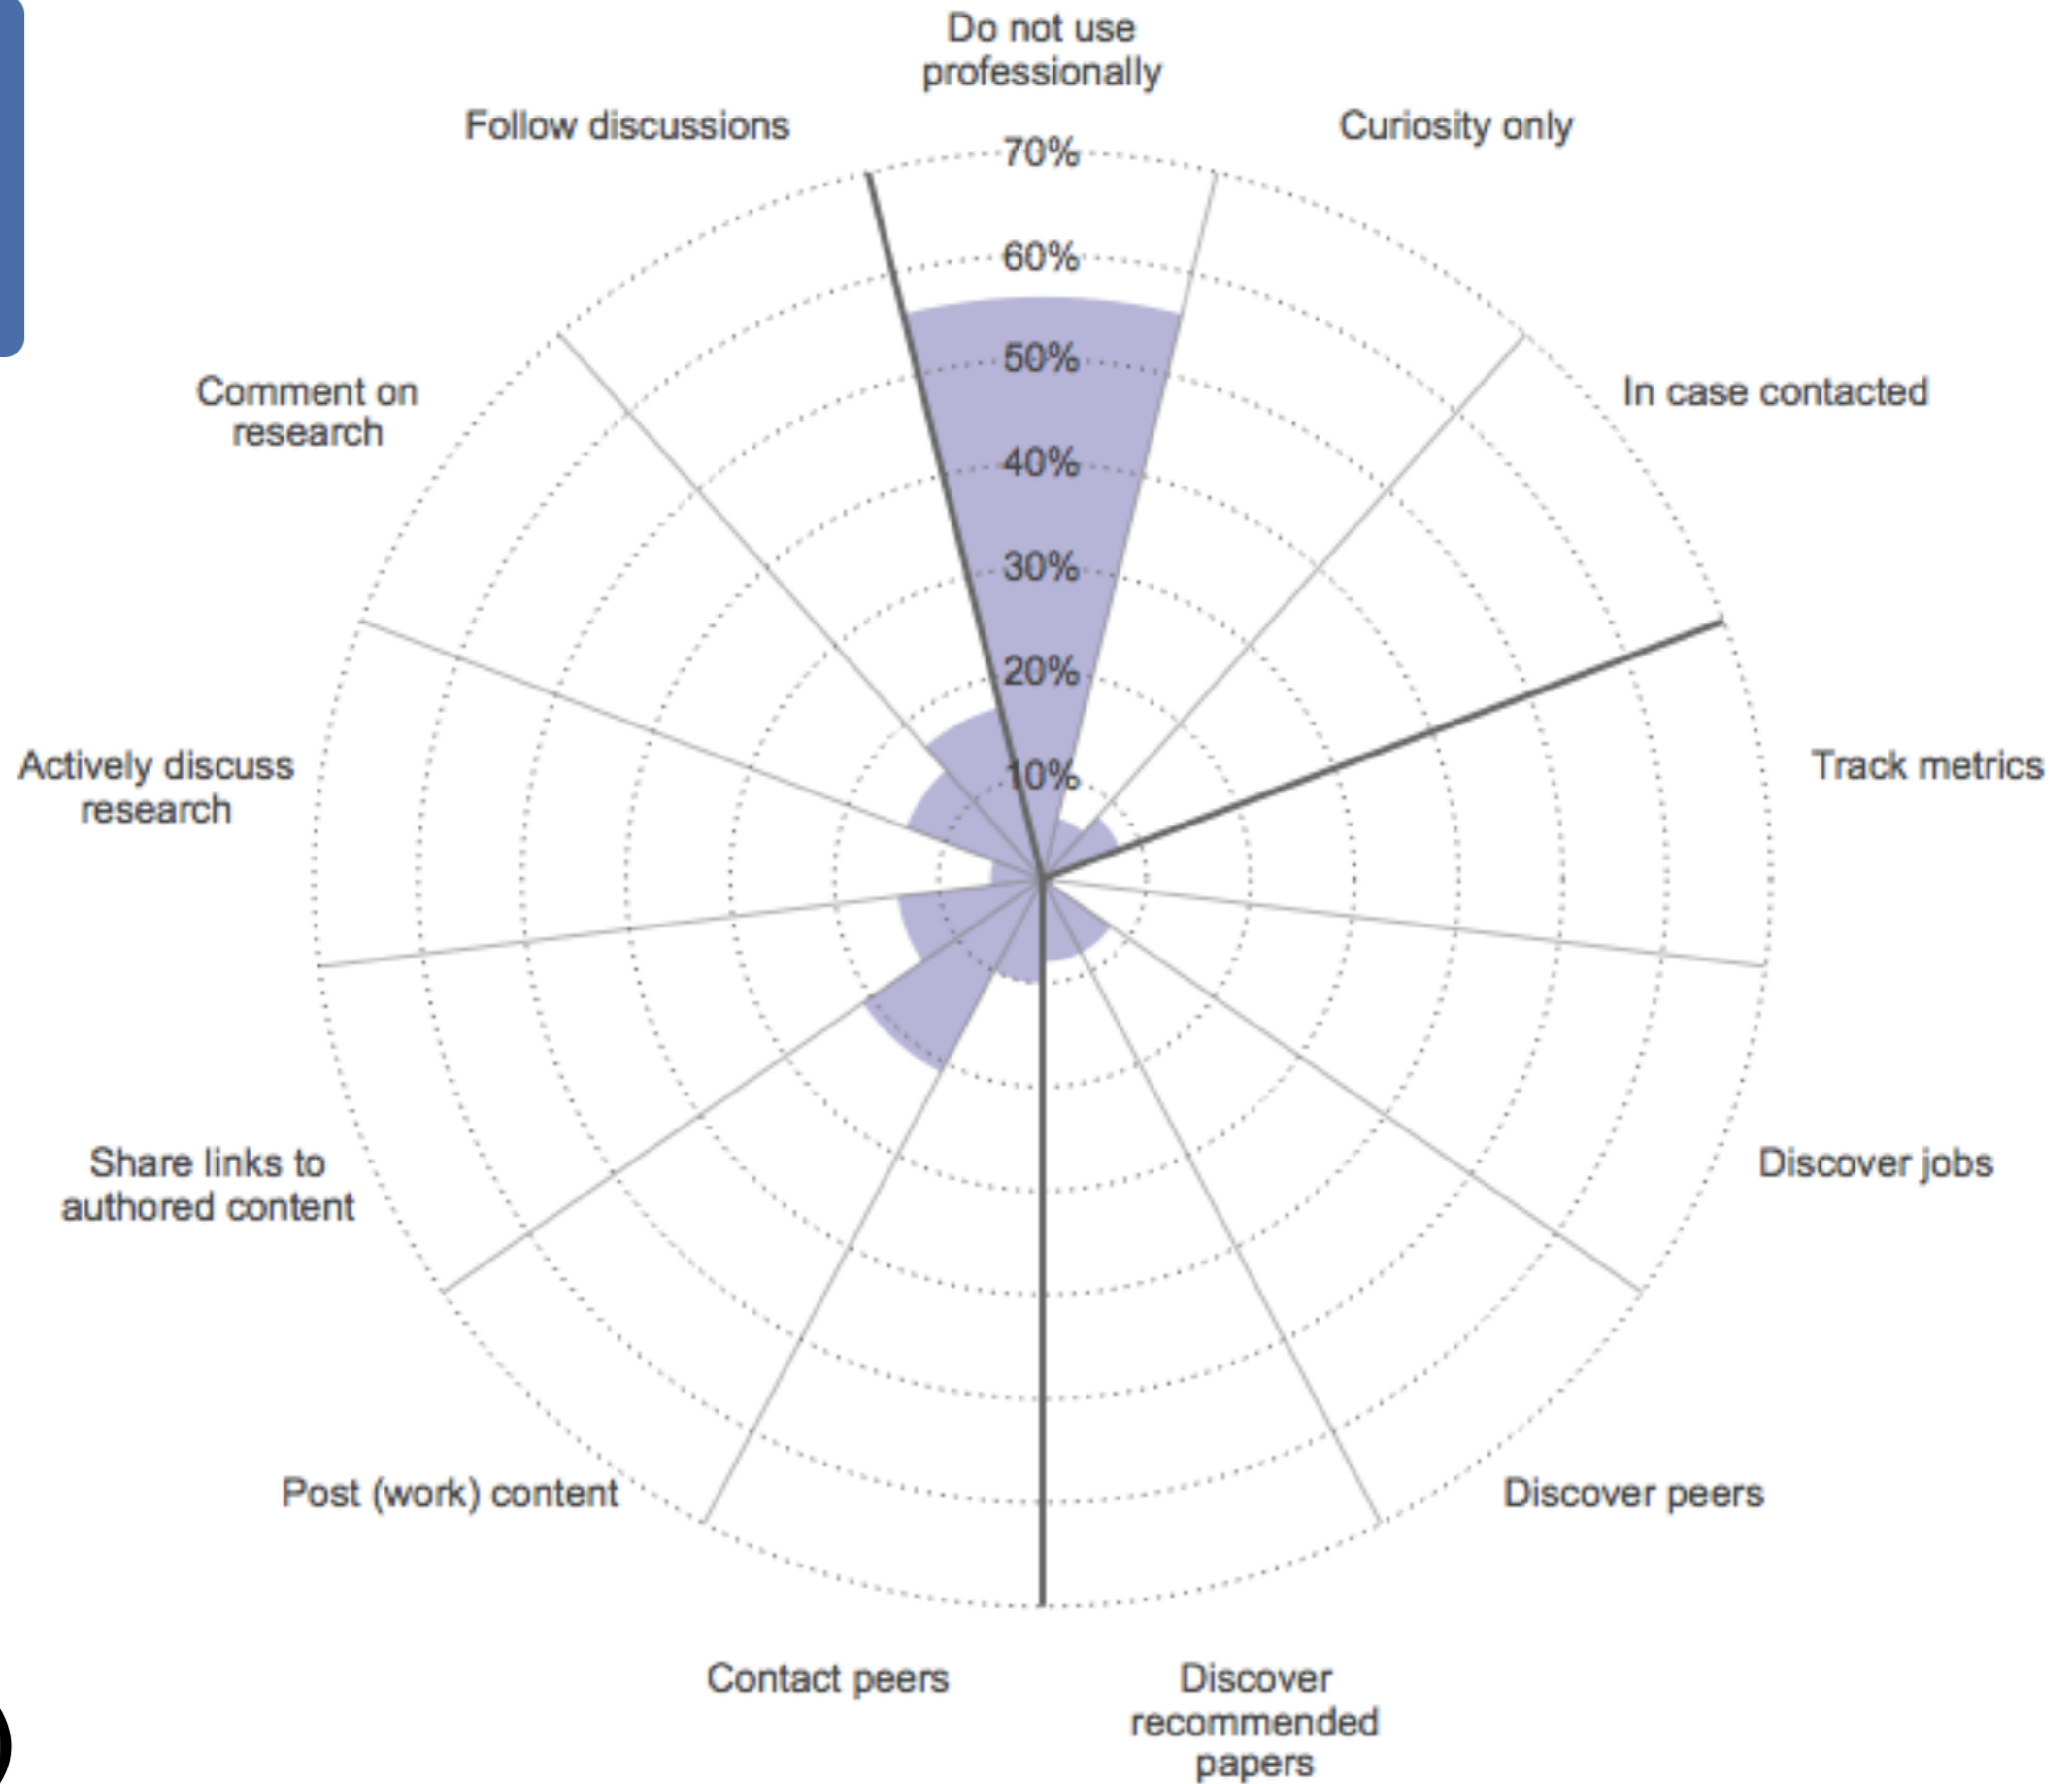 Do not use
professionally
Follow discussions
Curiosity only
70%
60%
50%
40%
30%
20%
10%
Comment on
research
In case contacted
Actively discuss
research
Track metrics
Share links to
authored content
Discover jobs
Post (work) content
Discover peers
Contact peers
Discover
recommended
papers